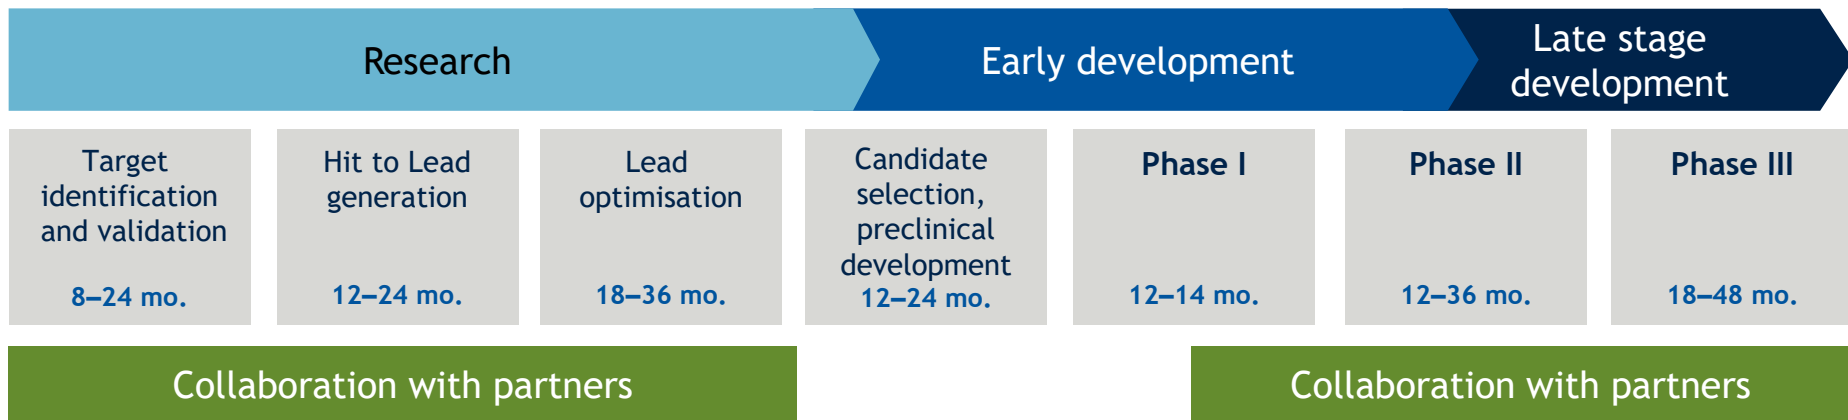 Research
Early development
Late stage
development
Target
identification
and validation
8–24 mo.
Hit to Lead
generation
12–24 mo.
Lead
optimisation
18–36 mo.
Candidate
selection,
preclinical
development
12–24 mo.
Phase I
12–14 mo.
Phase II
12–36 mo.
Phase III
18–48 mo.
Collaboration with partners
Collaboration with partners